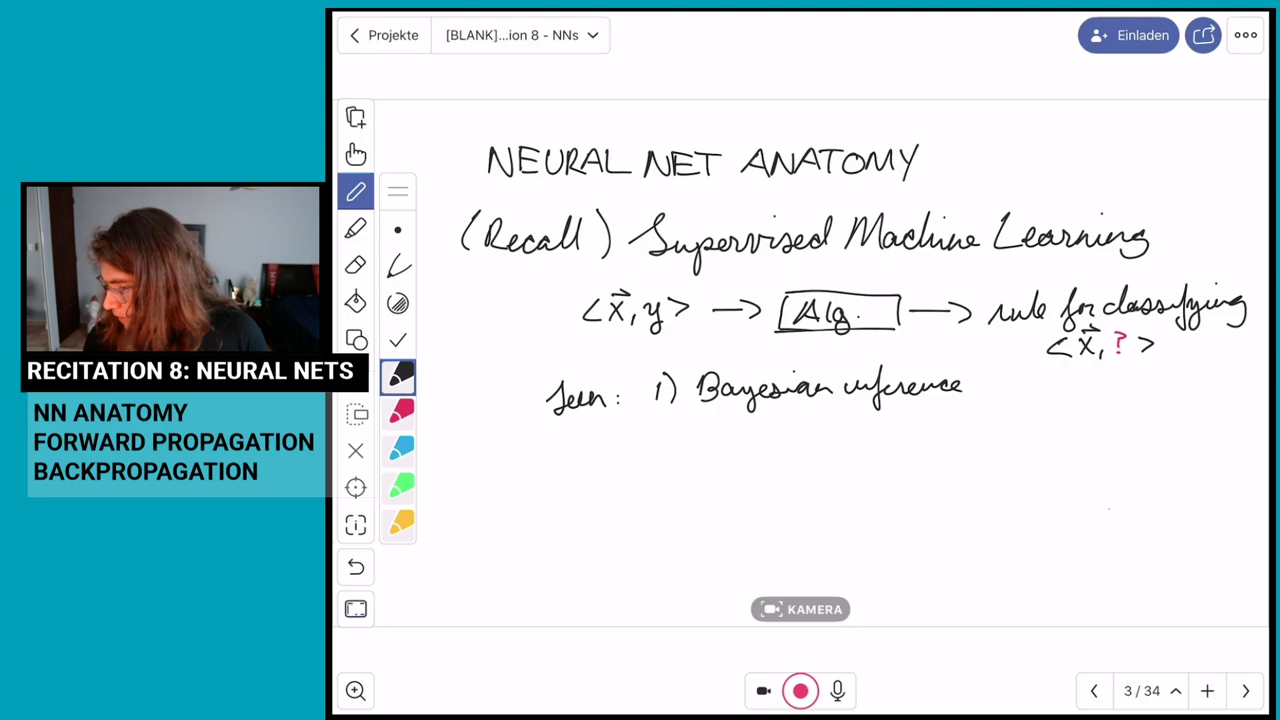 Projekte
[BLANK]...ion 8 - NNs
Einladen
NEURAL NET ANATOMY
(Recall) Supervised Machine Learning
<x⃗, y> → Alg. → rule for classifying
<x⃗, ?>
Seen: 1) Bayesian inference
RECITATION 8: NEURAL NETS
NN ANATOMY
FORWARD PROPAGATION
BACKPROPAGATION
KAMERA
3 / 34